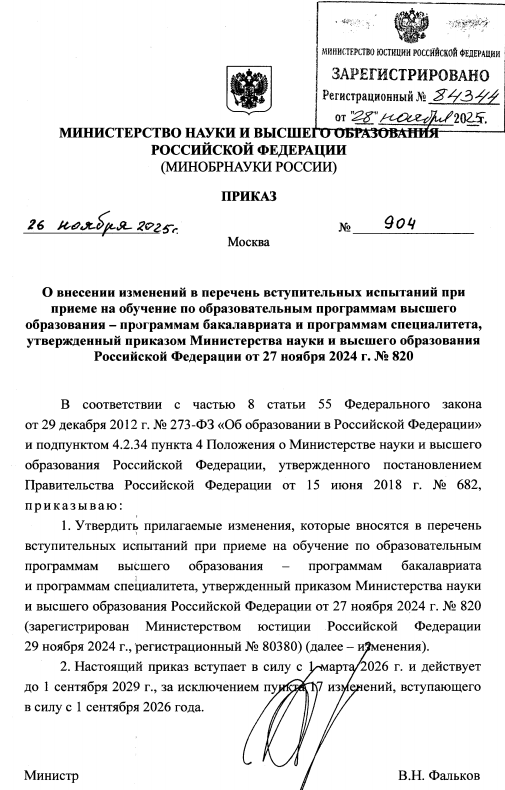 МИНИСТЕРСТВО ЮСТИЦИИ РОССИЙСКОЙ ФЕДЕРАЦИИ
ЗАРЕГИСТРИРОВАНО
Регистрационный № 84344
от "28" ноября 2025г.
МИНИСТЕРСТВО НАУКИ И ВЫСШЕГО ОБРАЗОВАНИЯ
РОССИЙСКОЙ ФЕДЕРАЦИИ
(МИНОБРНАУКИ РОССИИ)
ПРИКАЗ
26 ноября 2025г. № 904
Москва
О внесении изменений в перечень вступительных испытаний при
приеме на обучение по образовательным программам высшего
образования – программам бакалавриата и программам специалитета,
утвержденный приказом Министерства науки и высшего образования
Российской Федерации от 27 ноября 2024 г. № 820
В соответствии с частью 8 статьи 55 Федерального закона
от 29 декабря 2012 г. № 273-ФЗ «Об образовании в Российской Федерации»
и подпунктом 4.2.34 пункта 4 Положения о Министерстве науки и высшего
образования Российской Федерации, утвержденного постановлением
Правительства Российской Федерации от 15 июня 2018 г. № 682,
приказываю:
1. Утвердить прилагаемые изменения, которые вносятся в перечень
вступительных испытаний при приеме на обучение по образовательным
программам высшего образования – программам бакалавриата
и программам специалитета, утвержденный приказом Министерства науки
и высшего образования Российской Федерации от 27 ноября 2024 г. № 820
(зарегистрирован Министерством юстиции Российской Федерации
29 ноября 2024 г., регистрационный № 80380) (далее – изменения).
2. Настоящий приказ вступает в силу с 1 марта 2026 г. и действует
до 1 сентября 2029 г., за исключением пункта 17 изменений, вступающего
в силу с 1 сентября 2026 года.
Министр В.Н. Фальков